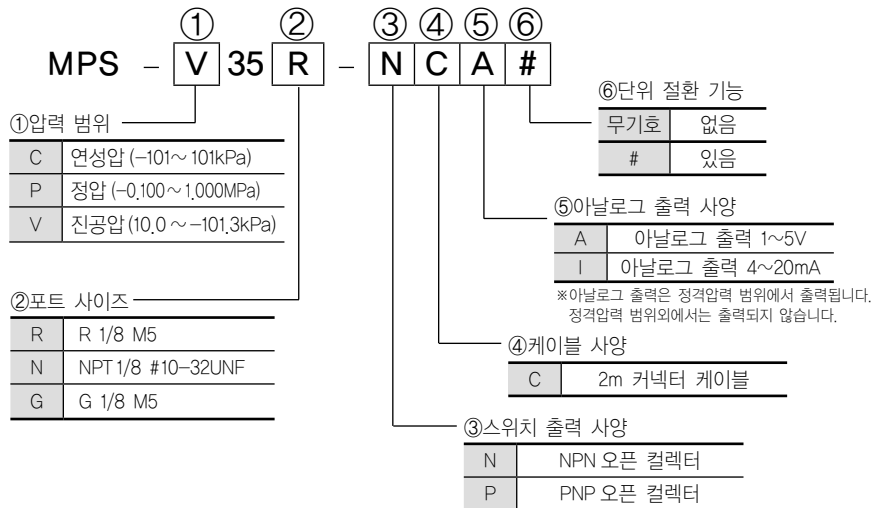 ① ② ③ ④ ⑤ ⑥
MPS – V 35 R – N C A #
①압력 범위
C 연성압 (–101~ 101kPa)
P 정압 (–0.100~1.000MPa)
V 진공압 (10.0 ~ –101.3kPa)
②포트 사이즈
R R 1/8 M5
N NPT 1/8 #10–32UNF
G G 1/8 M5
⑥단위 절환 기능
무기호 없음
# 있음
⑤아날로그 출력 사양
A 아날로그 출력 1~5V
I 아날로그 출력 4~20mA
※아날로그 출력은 정격압력 범위에서 출력됩니다.
정격압력 범위외에서는 출력되지 않습니다.
④케이블 사양
C 2m 커넥터 케이블
③스위치 출력 사양
N NPN 오픈 컬렉터
P PNP 오픈 컬렉터